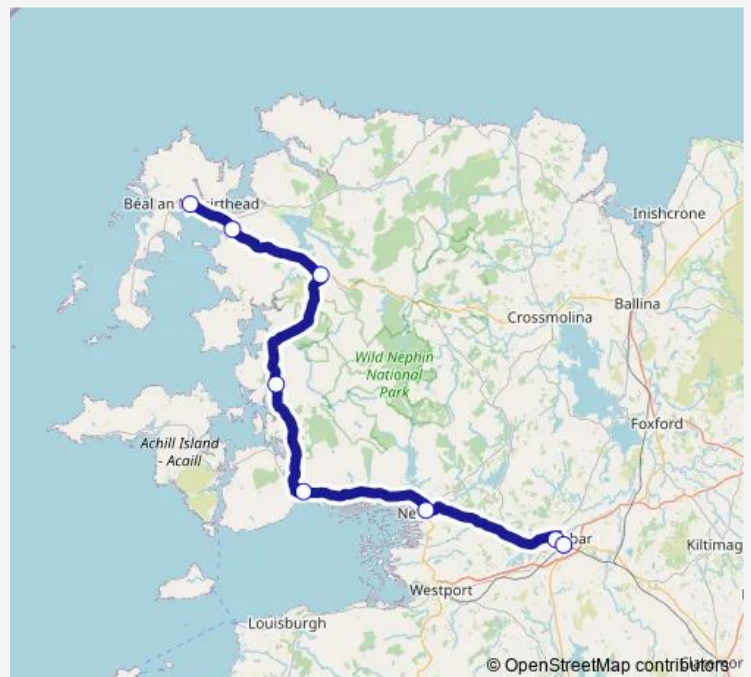 Béal an
irthead
Inishcrone
Ballina
Crossmolina
Wild Nephin
National
Park
Foxford
Achill Island
- Acaill
Ne
bar
Kiltimag
Westport
Louisburgh
© OpenStreetMap contributors